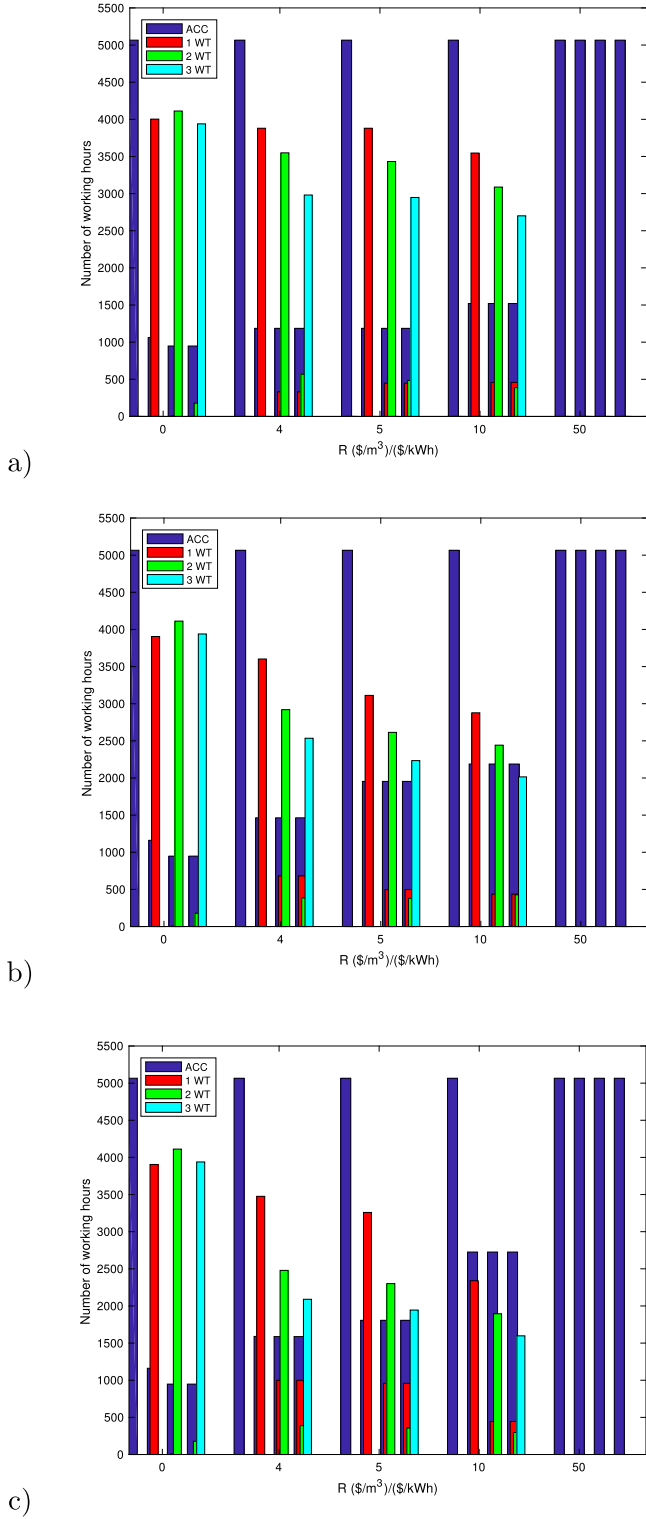 5500
5000
4500
4000
3500
3000
2500
2000
1500
1000
500
0
Number of working hours
ACC
1 WT
2 WT
3 WT
0 4 5 10 50
R ($/m³)/($/kWh)
a)
5500
5000
4500
4000
3500
3000
2500
2000
1500
1000
500
0
Number of working hours
ACC
1 WT
2 WT
3 WT
0 4 5 10 50
R ($/m³)/($/kWh)
b)
5500
5000
4500
4000
3500
3000
2500
2000
1500
1000
500
0
Number of working hours
ACC
1 WT
2 WT
3 WT
0 4 5 10 50
R ($/m³)/($/kWh)
c)